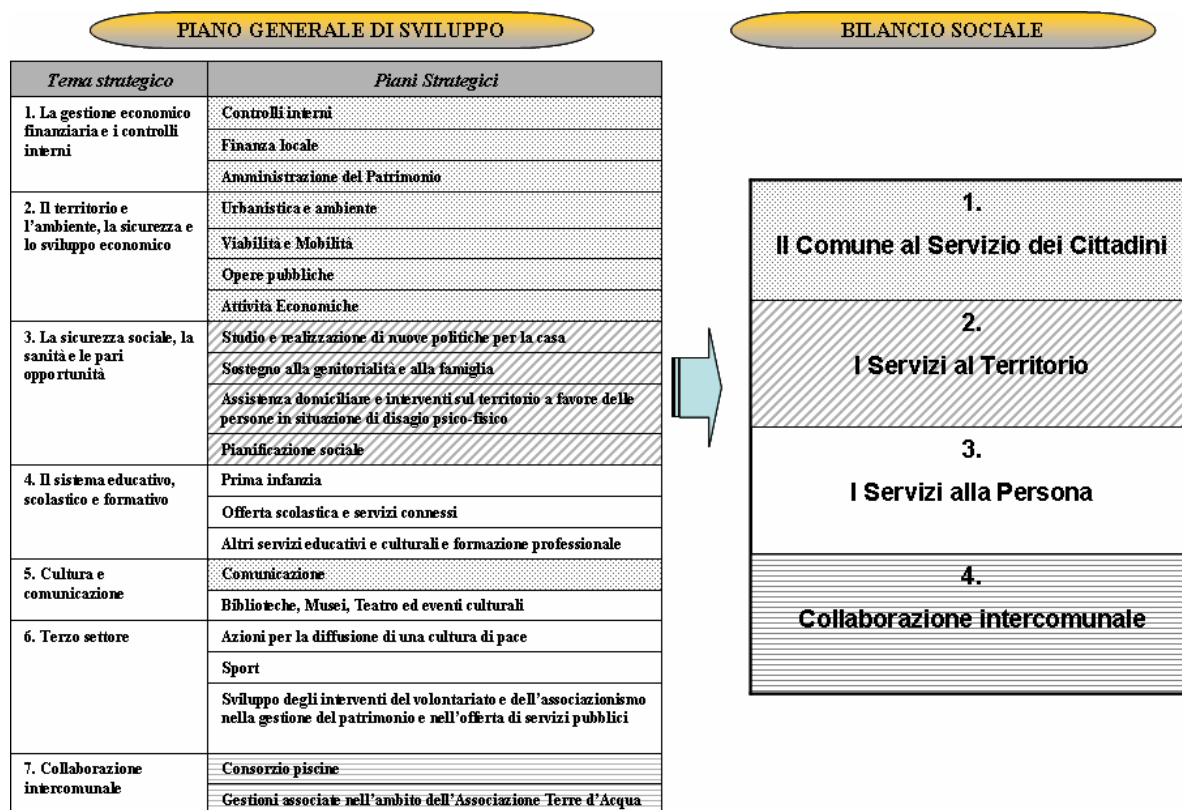 PIANO GENERALE DI SVILUPPO
BILANCIO SOCIALE
Tema strategico
Piani Strategici
1. La gestione economico
finanziaria e i controlli
interni
Controlli interni
Finanza locale
Amministrazione del Patrimonio
2. Il territorio e
l'ambiente, la sicurezza e
lo sviluppo economico
Urbanistica e ambiente
Viabilità e Mobilità
Opere pubbliche
Attività Economiche
3. La sicurezza sociale, la
sanità e le pari
opportunità
Studio e realizzazione di nuove politiche per la casa
Sostegno alla genitorialità e alla famiglia
Assistenza domiciliare e interventi sul territorio a favore delle
persone in situazione di disagio psico-fisico
Pianificazione sociale
4. Il sistema educativo,
scolastico e formativo
Prima infanzia
Offerta scolastica e servizi connessi
Altri servizi educativi e culturali e formazione professionale
5. Cultura e
comunicazione
Comunicazione
Biblioteche, Musei, Teatro ed eventi culturali
6. Terzo settore
Azioni per la diffusione di una cultura di pace
Sport
Sviluppo degli interventi del volontariato e dell'associazionismo
nella gestione del patrimonio e nell'offerta di servizi pubblici
7. Collaborazione
intercomunale
Consorzio piscine
Gestioni associate nell'ambito dell'Associazione Terre d'Acqua
1.
Il Comune al Servizio dei Cittadini
2.
I Servizi al Territorio
3.
I Servizi alla Persona
4.
Collaborazione intercomunale